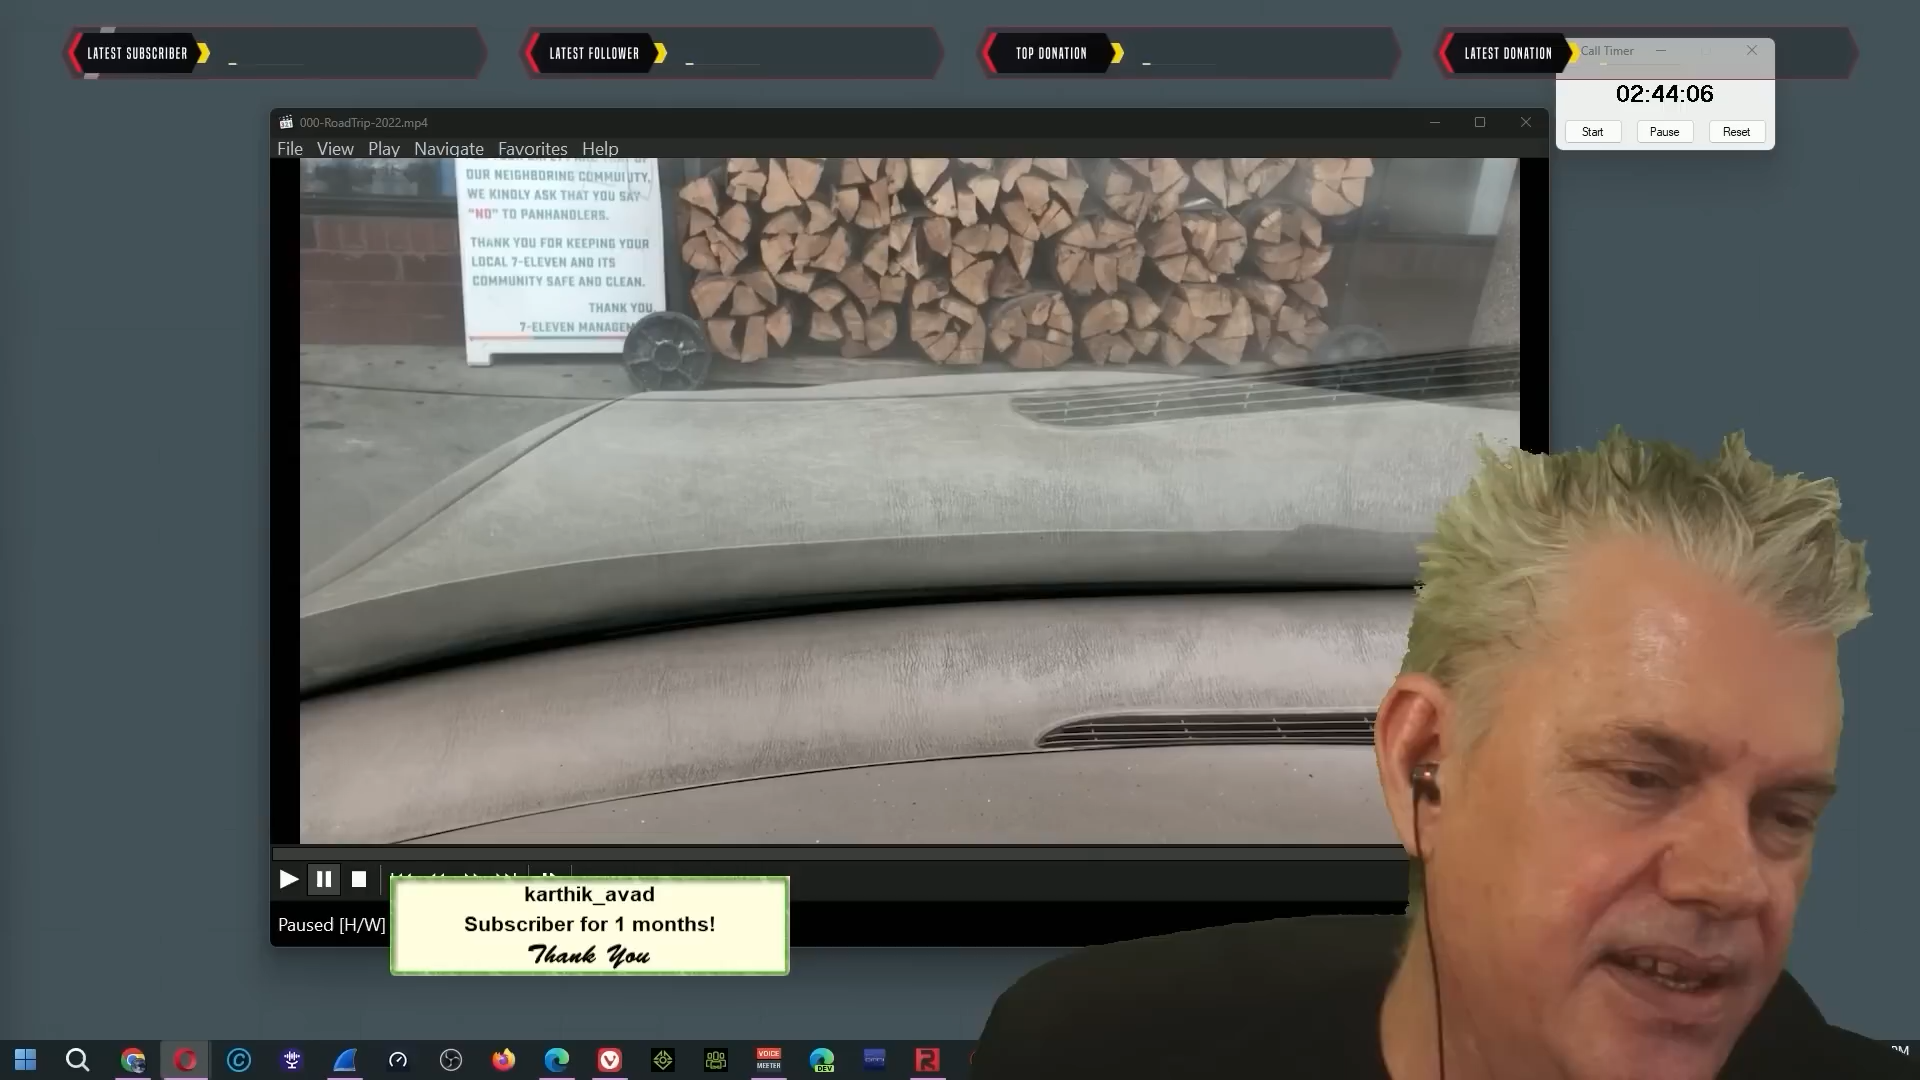 LATEST SUBSCRIBER
LATEST FOLLOWER
TOP DONATION
LATEST DONATION
Call Timer
02:44:06
Start
Pause
Reset
000-RoadTrip-2022.mp4
File View Play Navigate Favorites Help
OUR NEIGHBORING COMMUITY,
WE KINDLY ASK THAT YOU SAY
"NO" TO PANHANDLERS.
THANK YOU FOR KEEPING YOUR
LOCAL 7-ELEVEN AND ITS
COMMUNITY SAFE AND CLEAN.
THANK YOU,
7-ELEVEN
Paused [H/W]
karthik_avad
Subscriber for 1 months!
Thank You
VOICE
MEETER
DEV